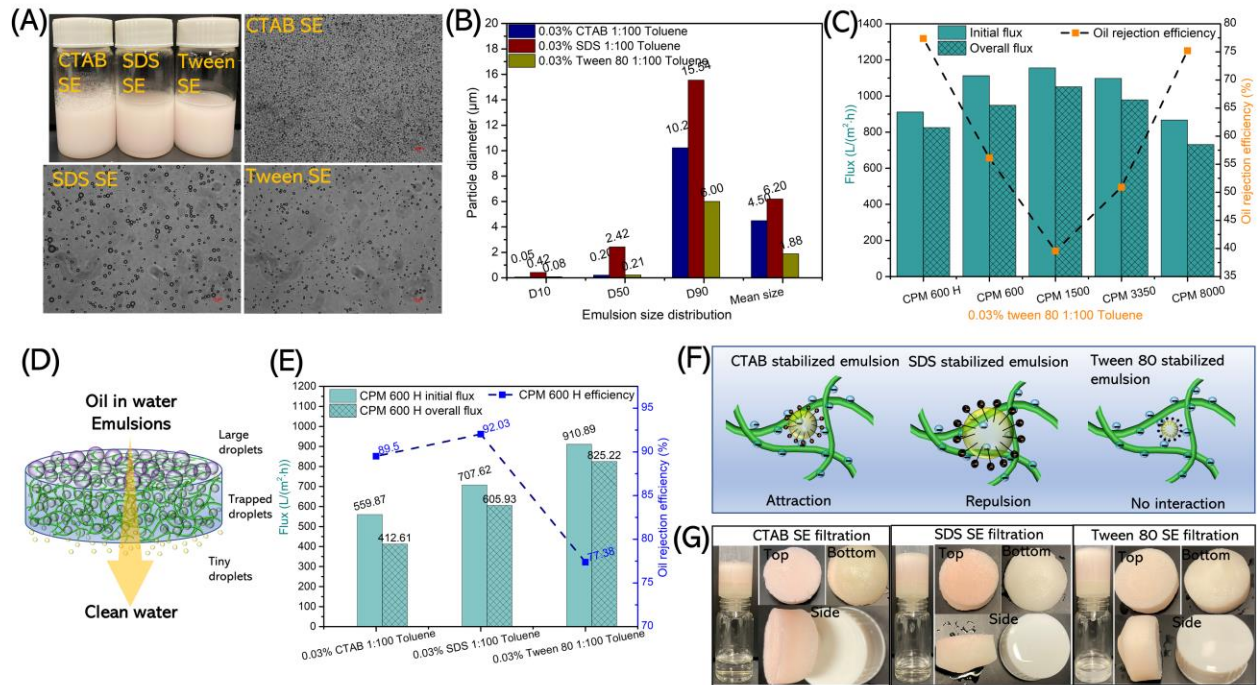 (A)
CTAB
SE
SDS
SE
Tween
SE
CTAB SE
SDS SE
Tween SE
(B)
0.03% CTAB 1:100 Toluene
0.03% SDS 1:100 Toluene
0.03% Tween 80 1:100 Toluene
Particle diameter (μm)
20
18
16
14
12
10
8
6
4
2
0
0.05
0.42
0.08
0.20
2.42
0.21
10.2
15.54
6.00
4.50
6.20
1.88
D10
D50
D90
Mean size
Emulsion size distribution
(C)
Initial flux
Overall flux
Oil rejection efficiency
Flux (L/(m²·h))
1400
1200
1000
800
600
400
200
0
80
75
70
65
60
55
50
45
40
35
Oil rejection efficiency (%)
CPM 600 H
CPM 600
CPM 1500
CPM 3350
CPM 8000
0.03% tween 80 1:100 Toluene
(D)
Oil in water
Emulsions
Large
droplets
Trapped
droplets
Tiny
droplets
Clean water
(E)
CPM 600 H initial flux
CPM 600 H overall flux
CPM 600 H efficiency
Flux (L/(m²·h))
1200
1100
1000
900
800
700
600
500
400
300
200
100
0
559.87
412.61
707.62
605.93
910.89
825.22
89.5
92.03
77.38
95
90
85
80
75
70
Oil rejection efficiency (%)
0.03% CTAB 1:100 Toluene
0.03% SDS 1:100 Toluene
0.03% Tween 80 1:100 Toluene
(F)
CTAB stabilized emulsion
SDS stabilized emulsion
Tween 80 stabilized
emulsion
Attraction
Repulsion
No interaction
(G)
CTAB SE filtration
SDS SE filtration
Tween 80 SE filtration
Top
Bottom
Side
Top
Bottom
Side
Top
Bottom
Side